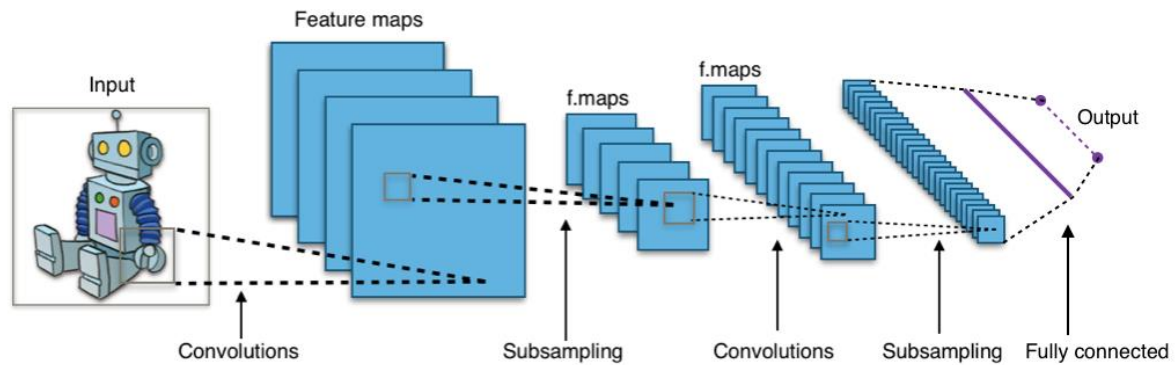 Feature maps
f.maps
Input
f.maps
Output
Convolutions
Subsampling
Convolutions
Subsampling
Fully connected